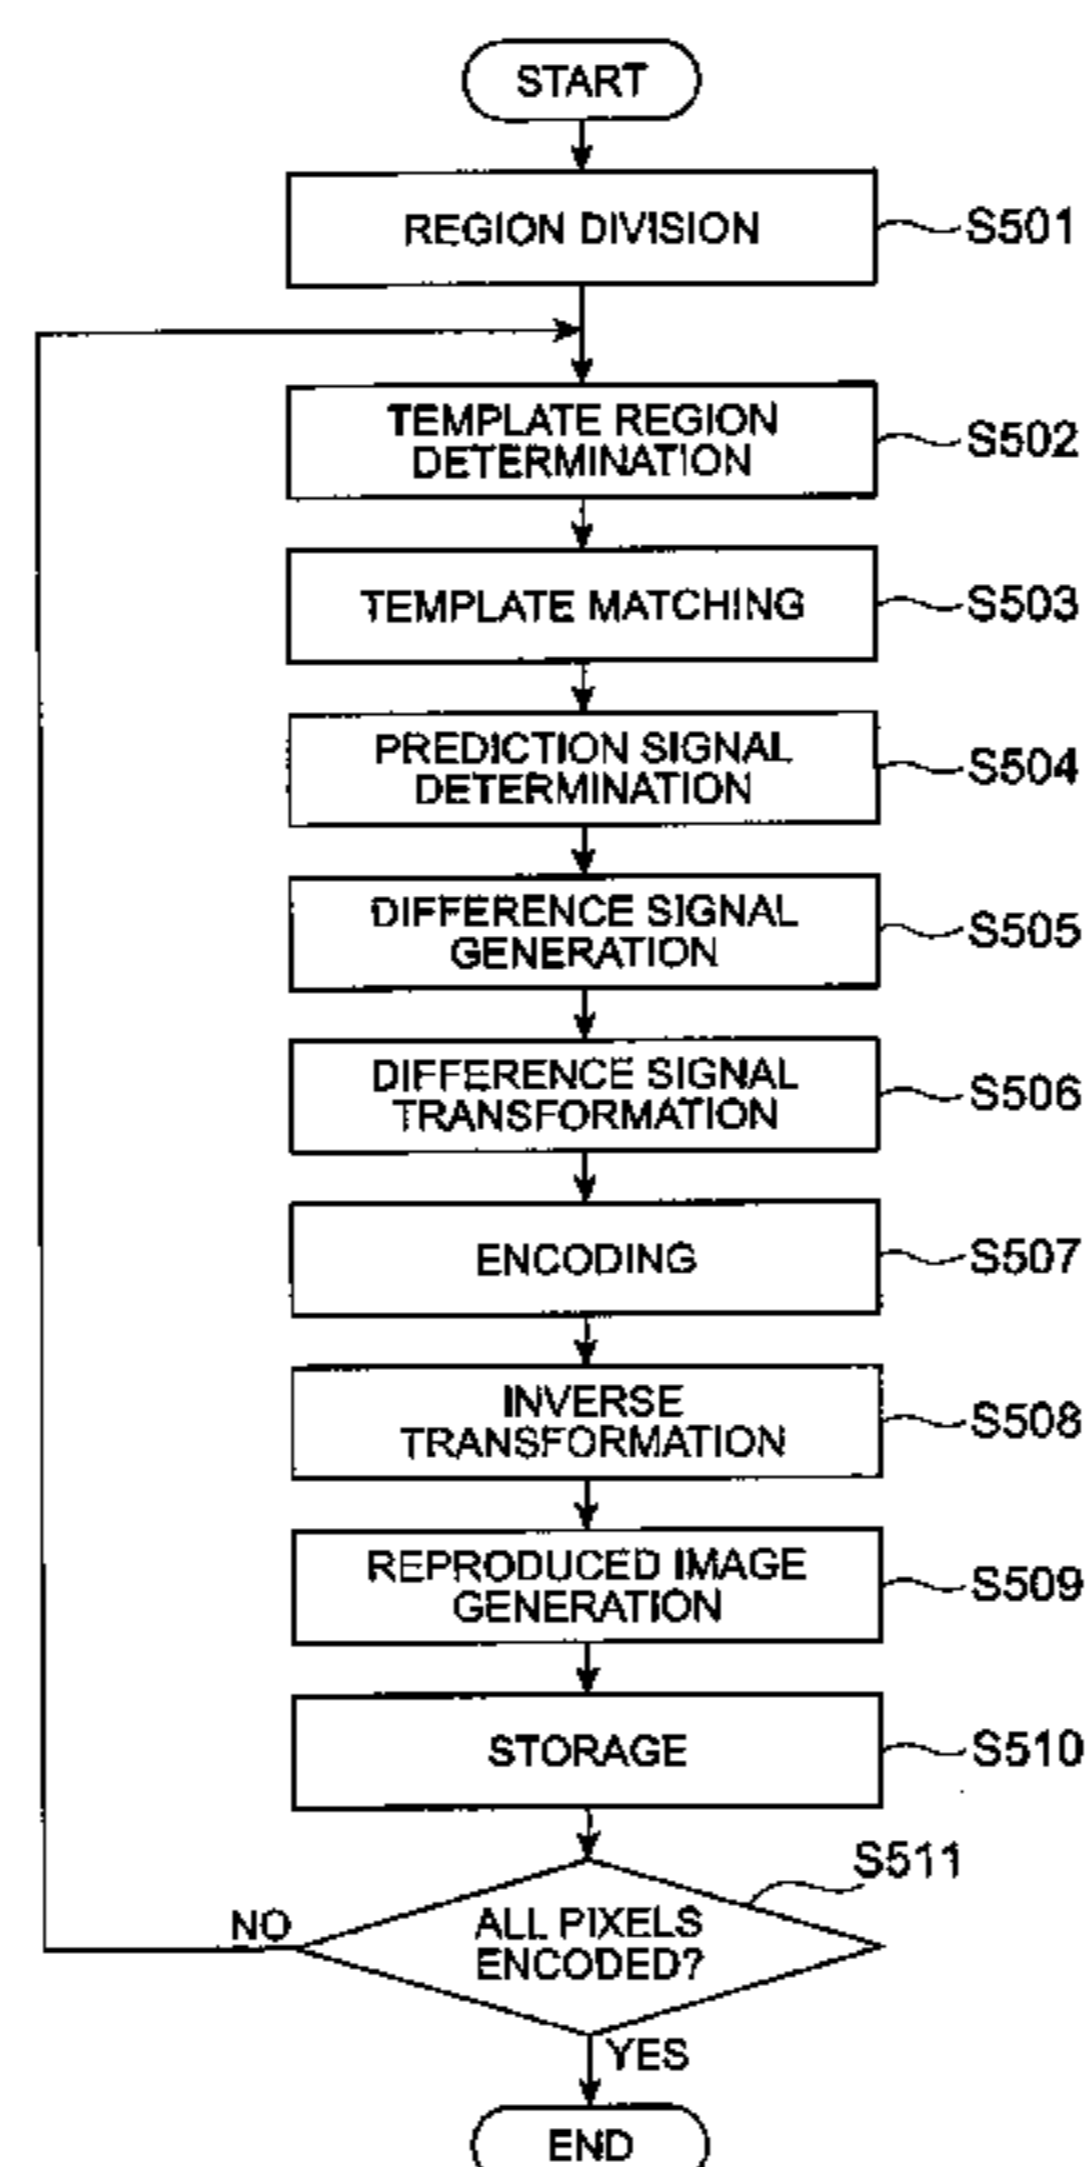 START
REGION DIVISION
S501
TEMPLATE REGION
DETERMINATION
S502
TEMPLATE MATCHING
S503
PREDICTION SIGNAL
DETERMINATION
S504
DIFFERENCE SIGNAL
GENERATION
S505
DIFFERENCE SIGNAL
TRANSFORMATION
S506
ENCODING
S507
INVERSE
TRANSFORMATION
S508
REPRODUCED IMAGE
GENERATION
S509
STORAGE
S510
S511
ALL PIXELS
ENCODED?
NO
YES
END